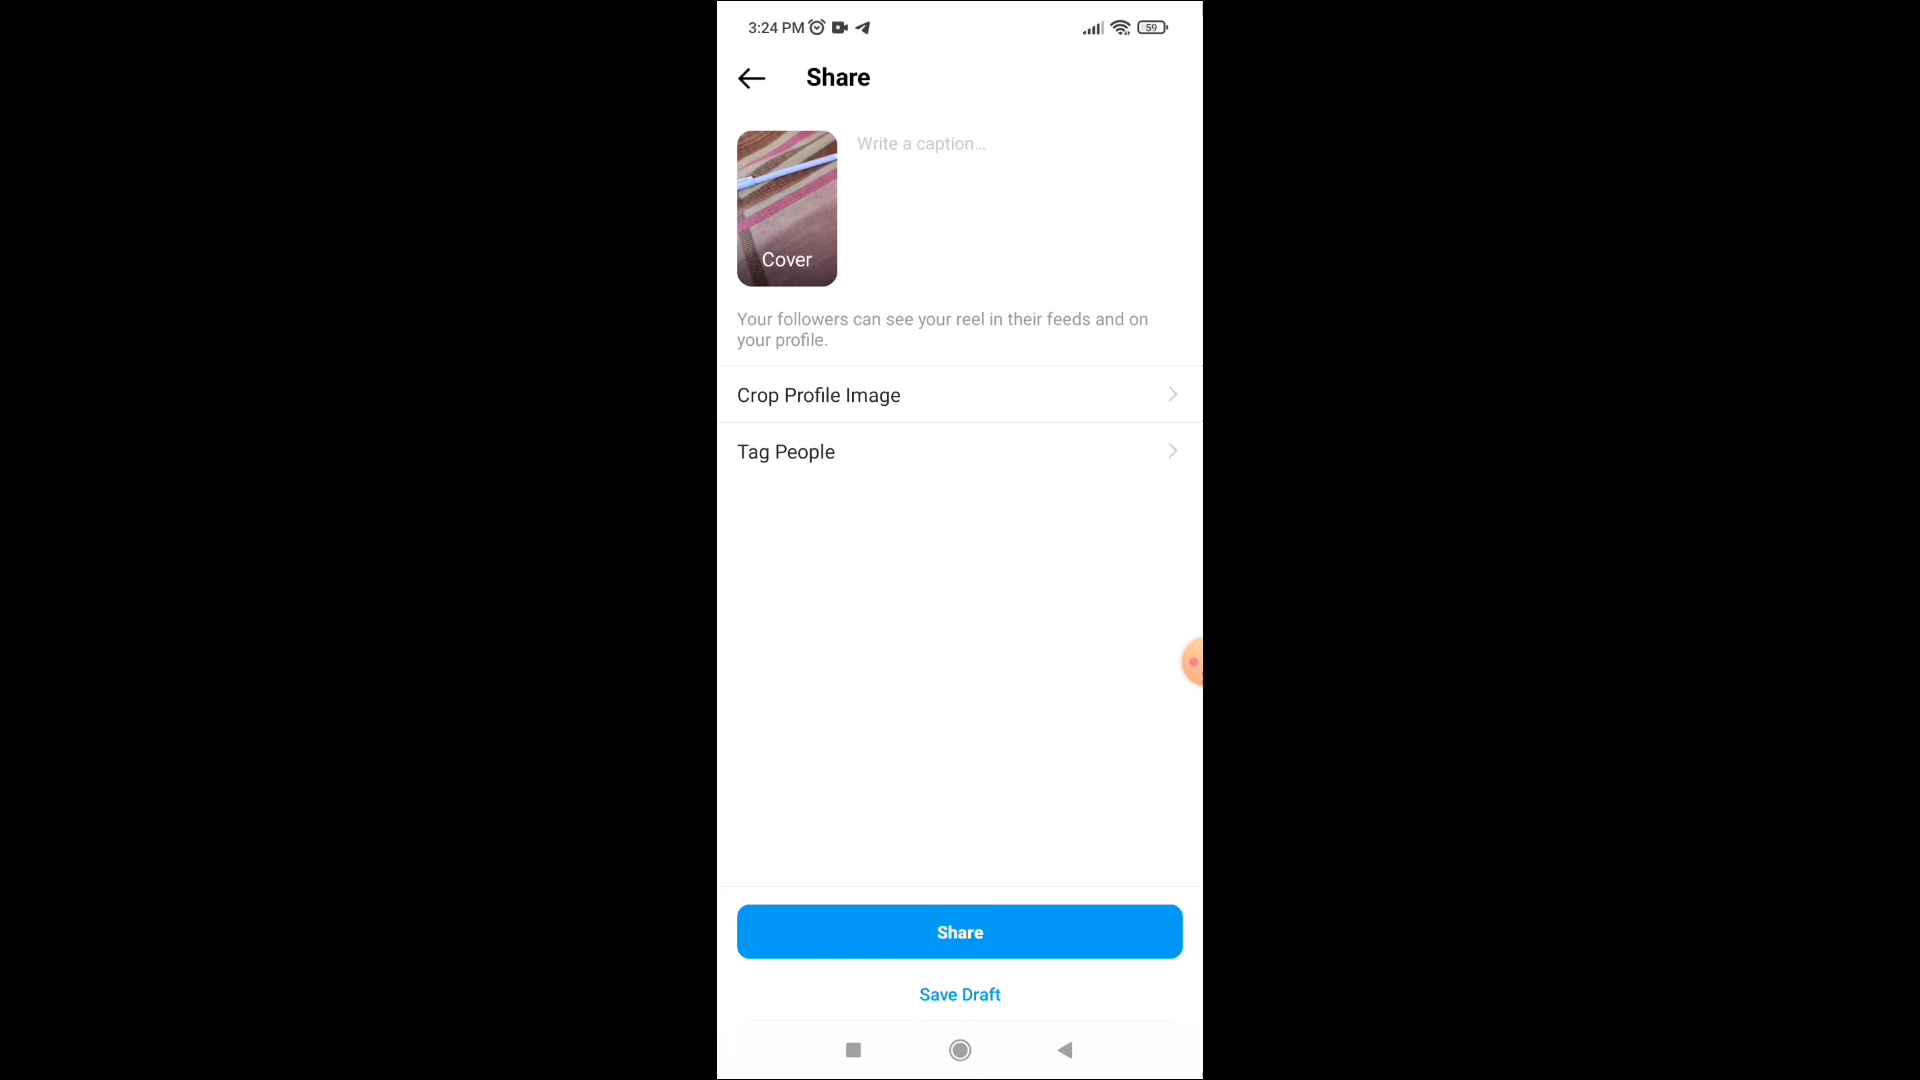 3:24 PM
59
Share
Write a caption...
Cover
Your followers can see your reel in their feeds and on
your profile.
Crop Profile Image
Tag People
Share
Save Draft